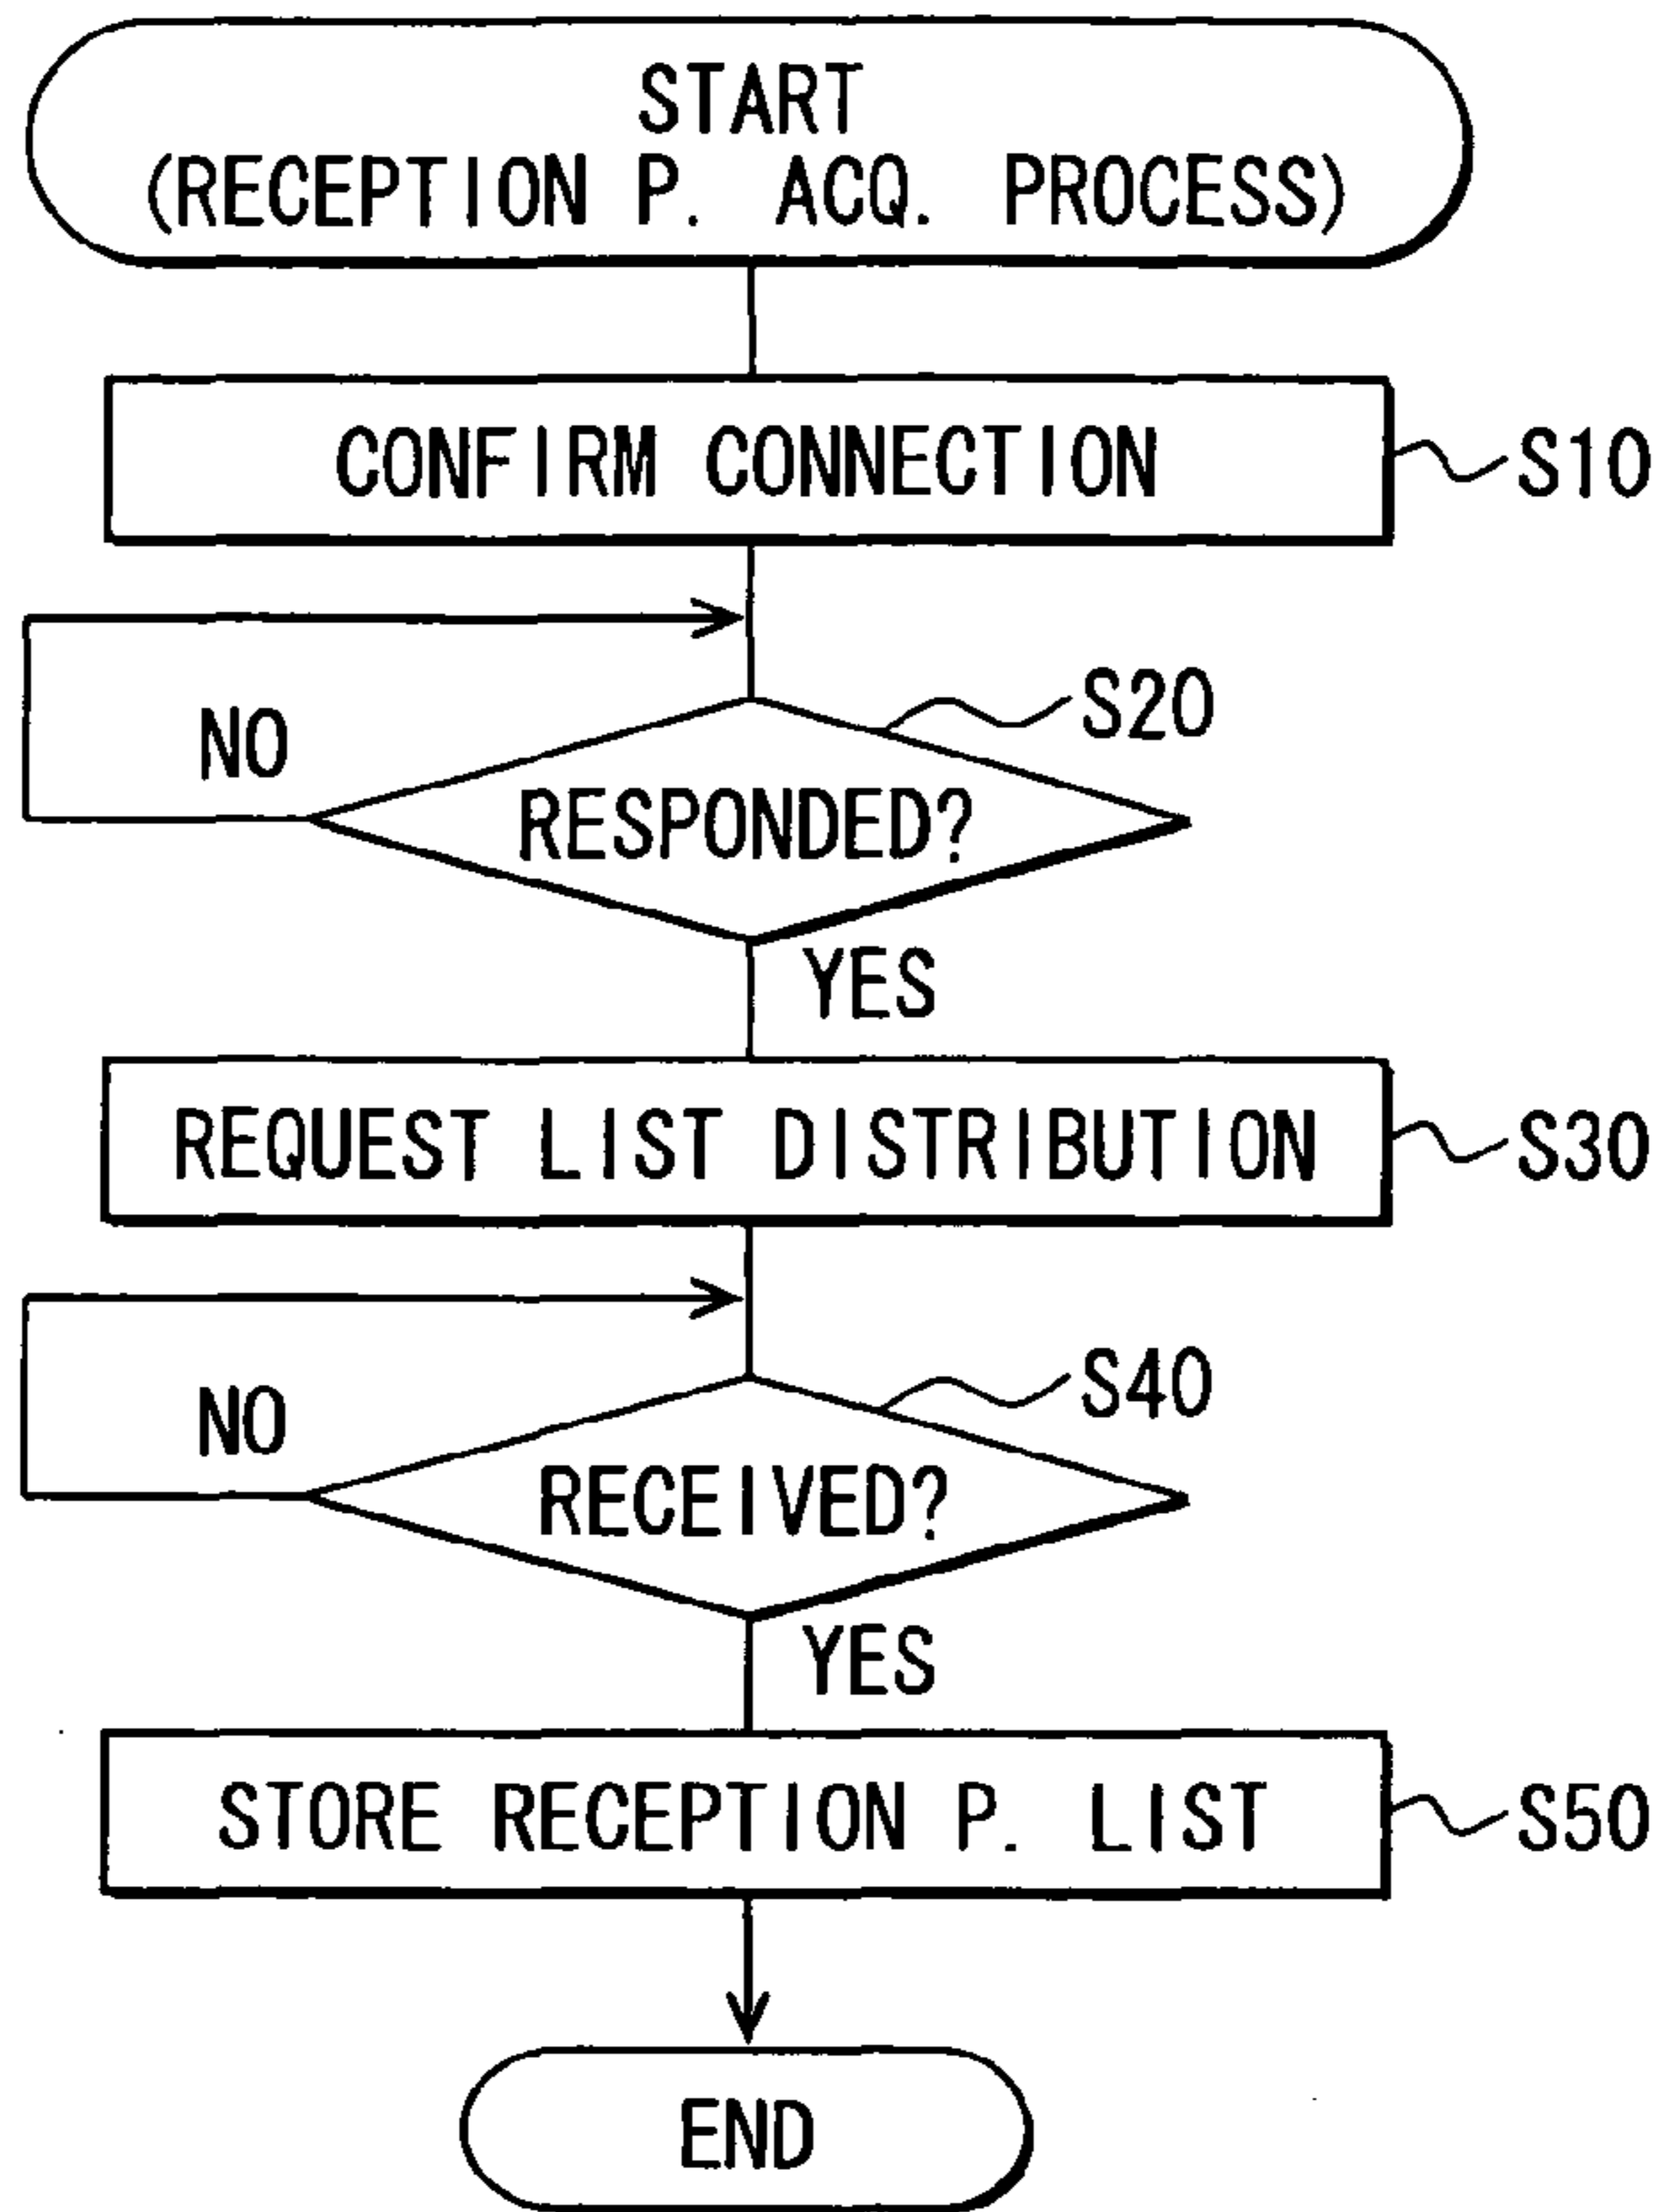 START
(RECEPTION P. ACQ. PROCESS)
CONFIRM CONNECTION
S10
S20
NO
RESPONDED?
YES
REQUEST LIST DISTRIBUTION
S30
S40
NO
RECEIVED?
YES
STORE RECEPTION P. LIST
S50
END